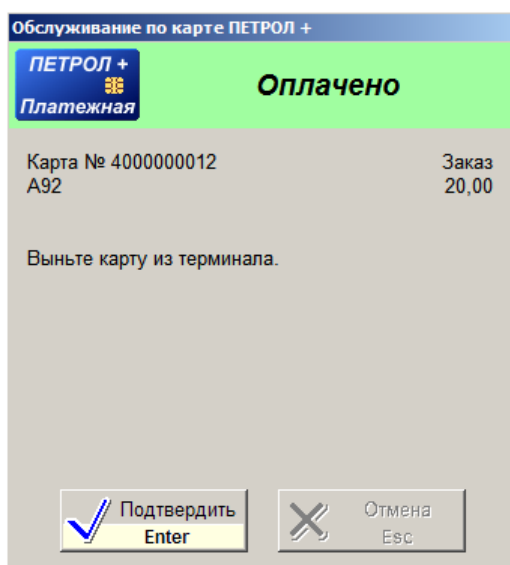 Обслуживание по карте ПЕТРОЛ +
ПЕТРОЛ +
Платежная
Оплачено
Карта № 4000000012 Заказ
А92 20,00
Выньте карту из терминала.
Подтвердить
Enter
Отмена
Esc